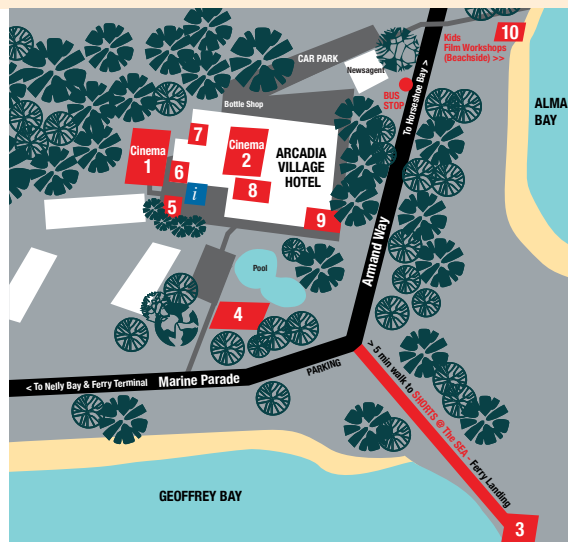 10
Kids
Film Workshops
(Beachside) >>
CAR PARK
Newsagent
BUS
STOP
To Horseshoe Bay >
ALMA
BAY
Bottle Shop
7
Cinema
1
Cinema
2
ARCADIA
VILLAGE
HOTEL
6
i
8
5
9
Armand Way
Pool
4
> 5 min walk to SHORTS @ The SEA - Ferry Landing
PARKING
< To Nelly Bay & Ferry Terminal Marine Parade
GEOFFREY BAY
3